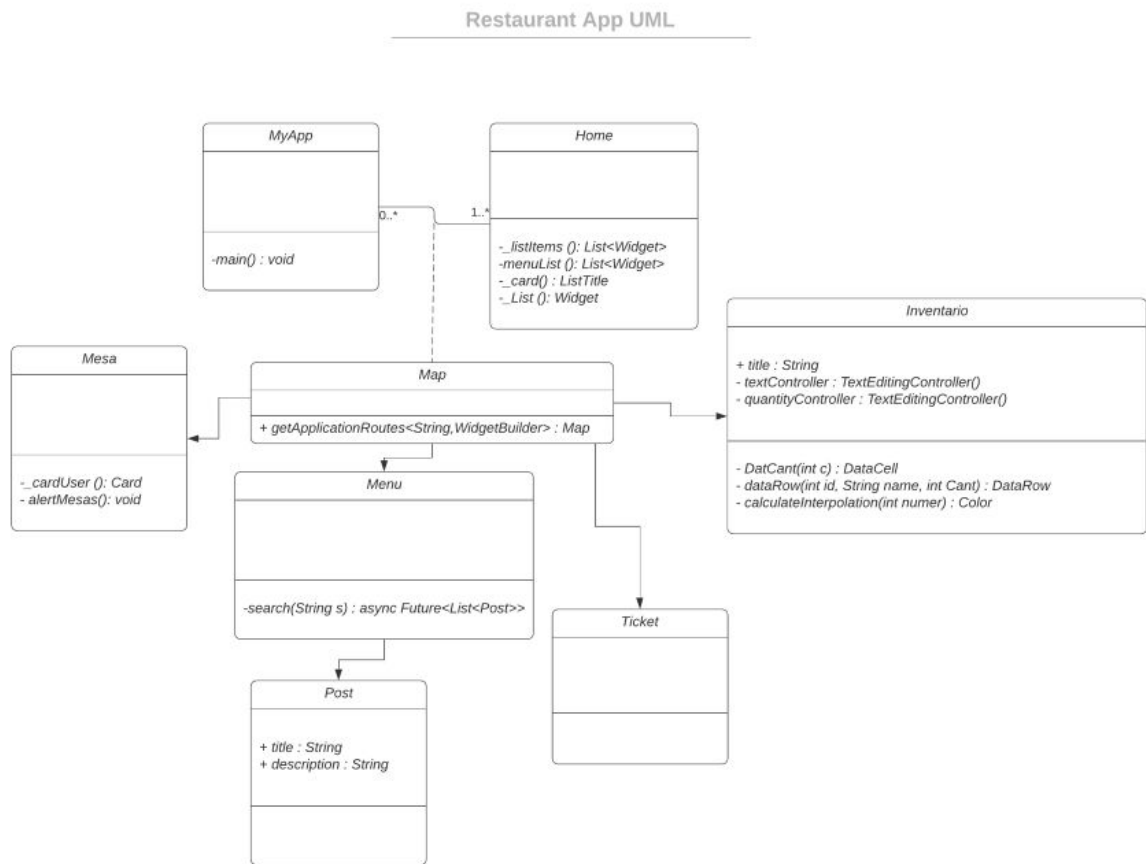 Restaurant App UML
MyApp
-main() : void
0..*
1..*
Home
-_listItems (): List<Widget>
-menuList (): List<Widget>
-_card() : ListTitle
-_List (): Widget
Mesa
-_cardUser (): Card
- alertMesas(): void
Map
+ getApplicationRoutes<String,WidgetBuilder> : Map
Inventario
+ title : String
- textController : TextEditingController()
- quantityController : TextEditingController()
- DatCant(int c) : DataCell
- dataRow(int id, String name, int Cant) : DataRow
- calculateInterpolation(int numer) : Color
Menu
-search(String s) : async Future<List<Post>>
Ticket
Post
+ title : String
+ description : String